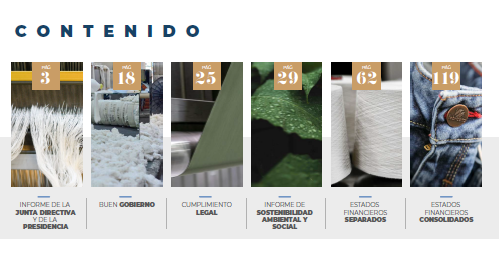 CONTENIDO
PÁG
3
PÁG
18
PÁG
25
PÁG
29
PÁG
62
PÁG
119
INFORME DE LA
JUNTA DIRECTIVA
Y DE LA
PRESIDENCIA
BUEN GOBIERNO
CUMPLIMIENTO
LEGAL
INFORME DE
SOSTENIBILIDAD
AMBIENTAL Y
SOCIAL
ESTADOS
FINANCIEROS
SEPARADOS
ESTADOS
FINANCIEROS
CONSOLIDADOS